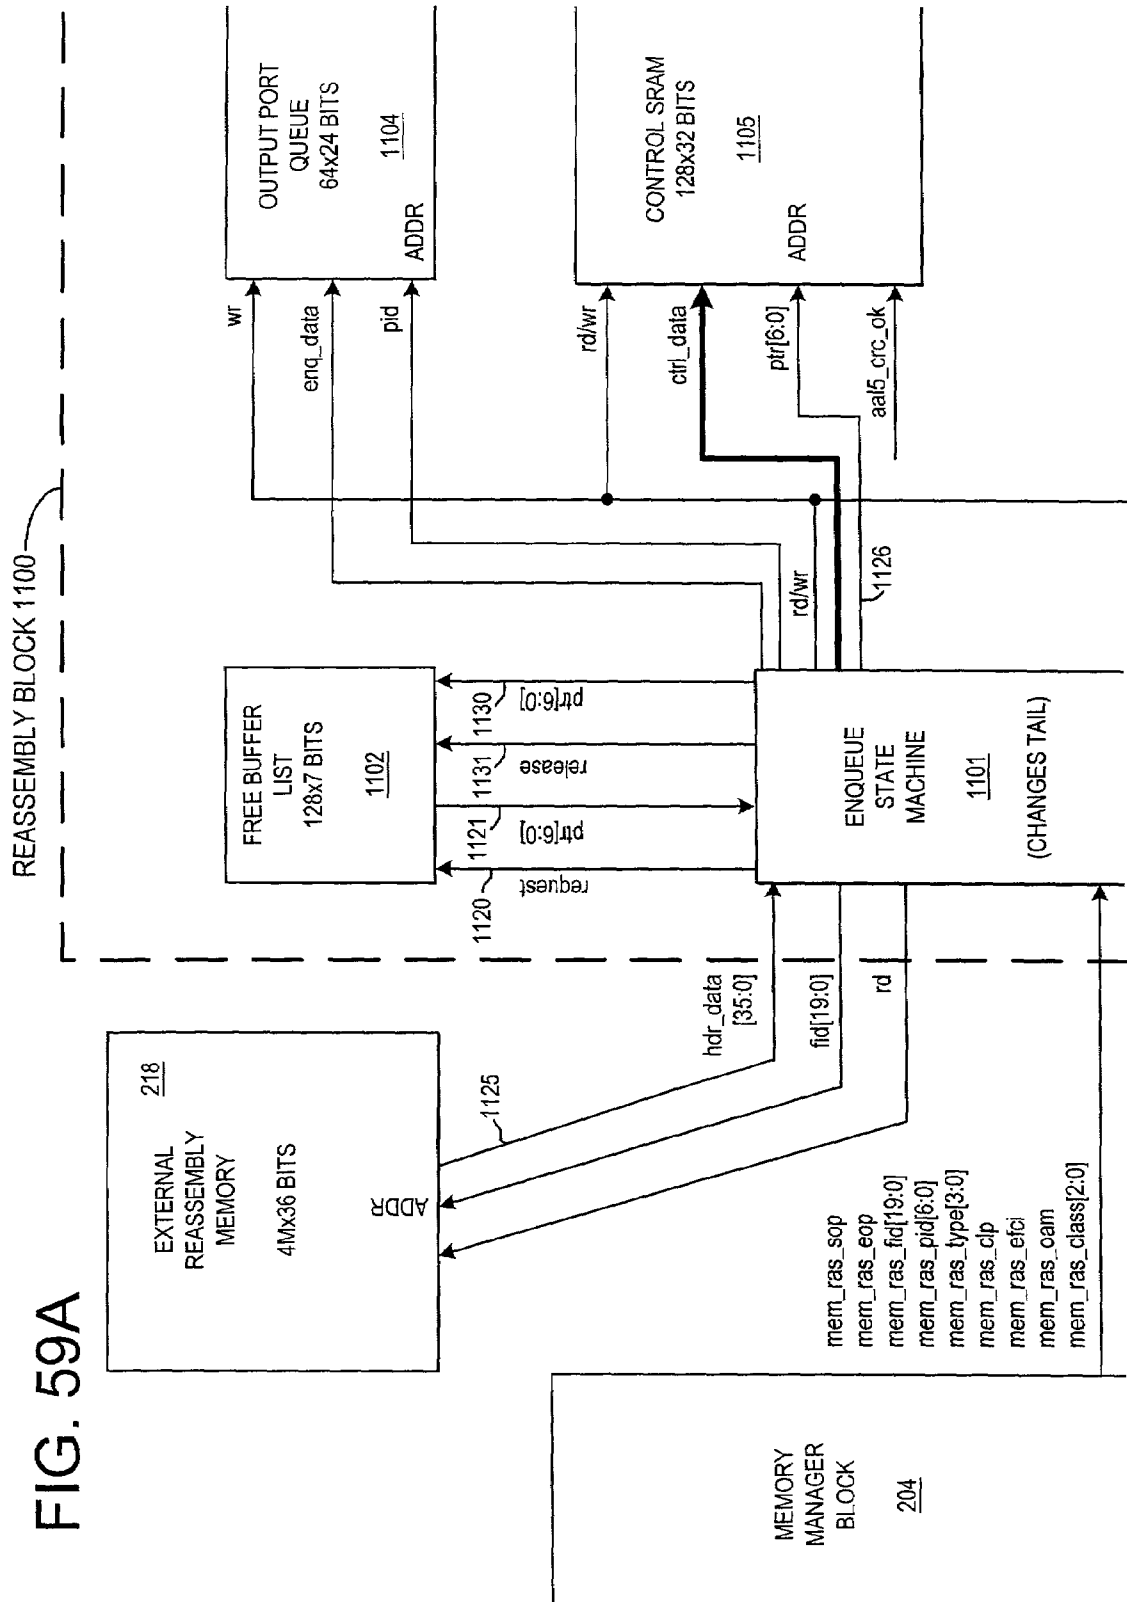 FIG. 59A
REASSEMBLY BLOCK 1100
EXTERNAL
REASSEMBLY
MEMORY
218
4Mx36 BITS
ADDR
1125
hdr_data
[35:0]
fid[19:0]
rd
MEMORY
MANAGER
BLOCK
204
mem_ras_sop
mem_ras_eop
mem_ras_fid[19:0]
mem_ras_pid[6:0]
mem_ras_type[3:0]
mem_ras_clp
mem_ras_efci
mem_ras_oam
mem_ras_class[2:0]
FREE BUFFER
LIST
128x7 BITS
1102
1120
request
1121
ptr[6:0]
1131
release
1130
ptr[6:0]
ENQUEUE
STATE
MACHINE
1101
(CHANGES TAIL)
rd/wr
1126
wr
enq_data
pid
OUTPUT PORT
QUEUE
64x24 BITS
1104
ADDR
rd/wr
ctrl_data
ptr[6:0]
aal5_crc_ok
CONTROL SRAM
128x32 BITS
1105
ADDR